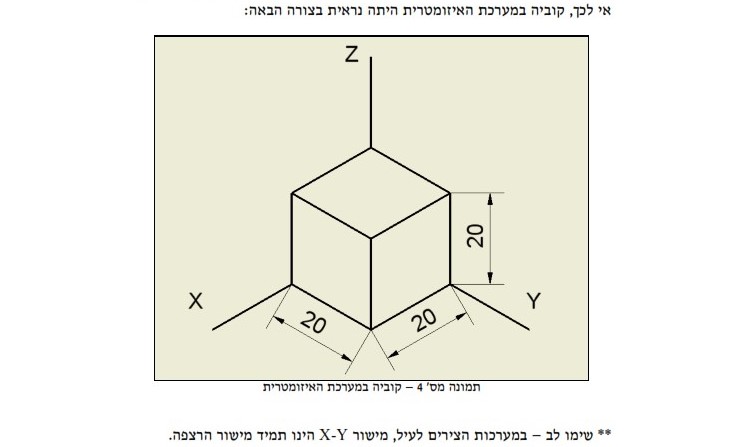 אי לכך, קוביה במערכת האיזומטרית היתה נראית בצורה הבאה:
Z
20
X
Y
20
20
תמונה מס' 4 – קוביה במערכת האיזומטרית
** שימו לב – במערכות הצירים לעיל, מישור X-Y הינו תמיד מישור הרצפה.